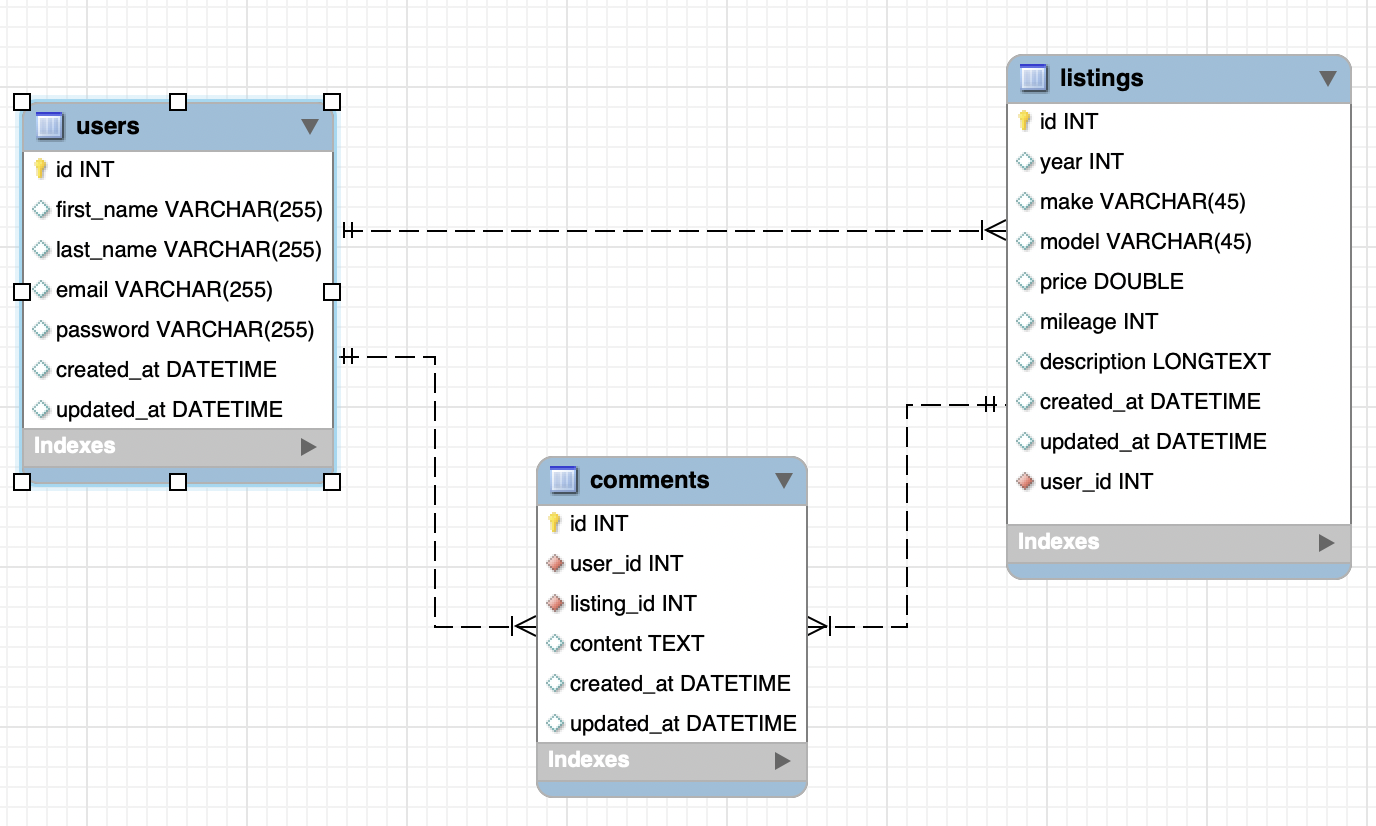 users
id INT
first_name VARCHAR(255)
last_name VARCHAR(255)
email VARCHAR(255)
password VARCHAR(255)
created_at DATETIME
updated_at DATETIME
Indexes
comments
id INT
user_id INT
listing_id INT
content TEXT
created_at DATETIME
updated_at DATETIME
Indexes
listings
id INT
year INT
make VARCHAR(45)
model VARCHAR(45)
price DOUBLE
mileage INT
description LONGTEXT
created_at DATETIME
updated_at DATETIME
user_id INT
Indexes